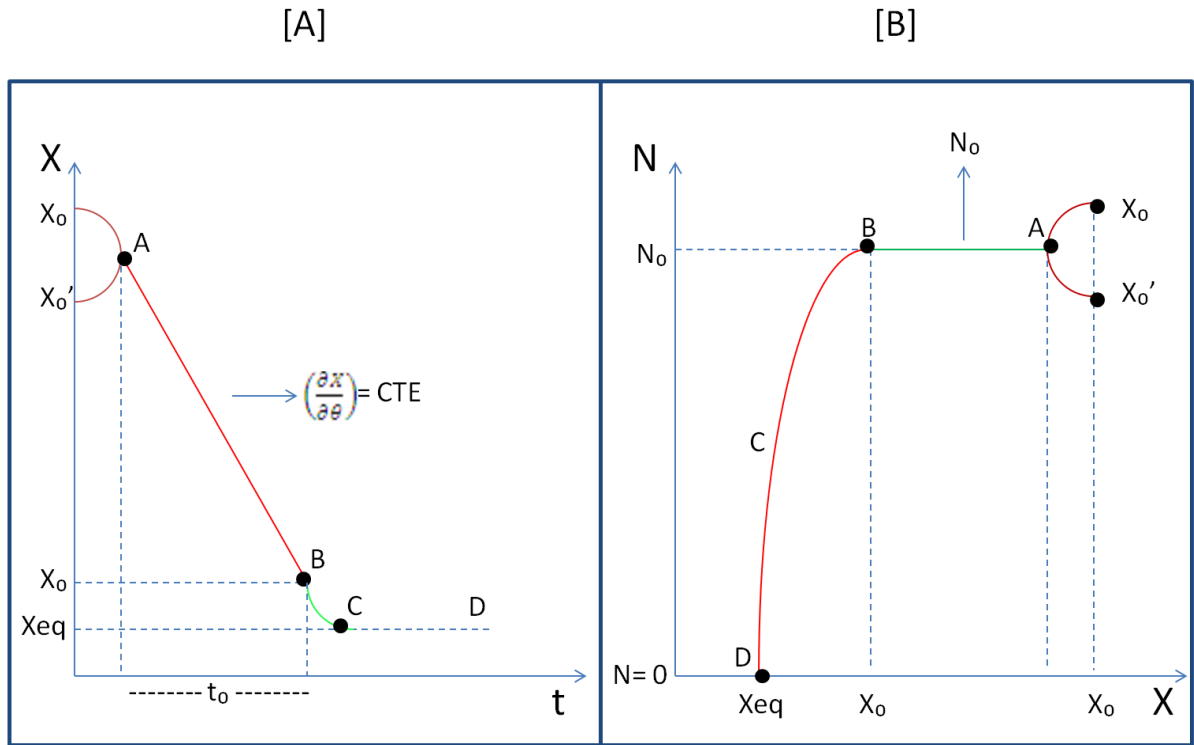 [A]
[B]
X
Xo
A
Xo'
(∂X/∂θ)= CTE
B
Xo
C
D
Xeq
-------- to --------
t
No
N
Xo
B
A
No
Xo'
C
D
N= 0
Xeq
Xo
Xo
X